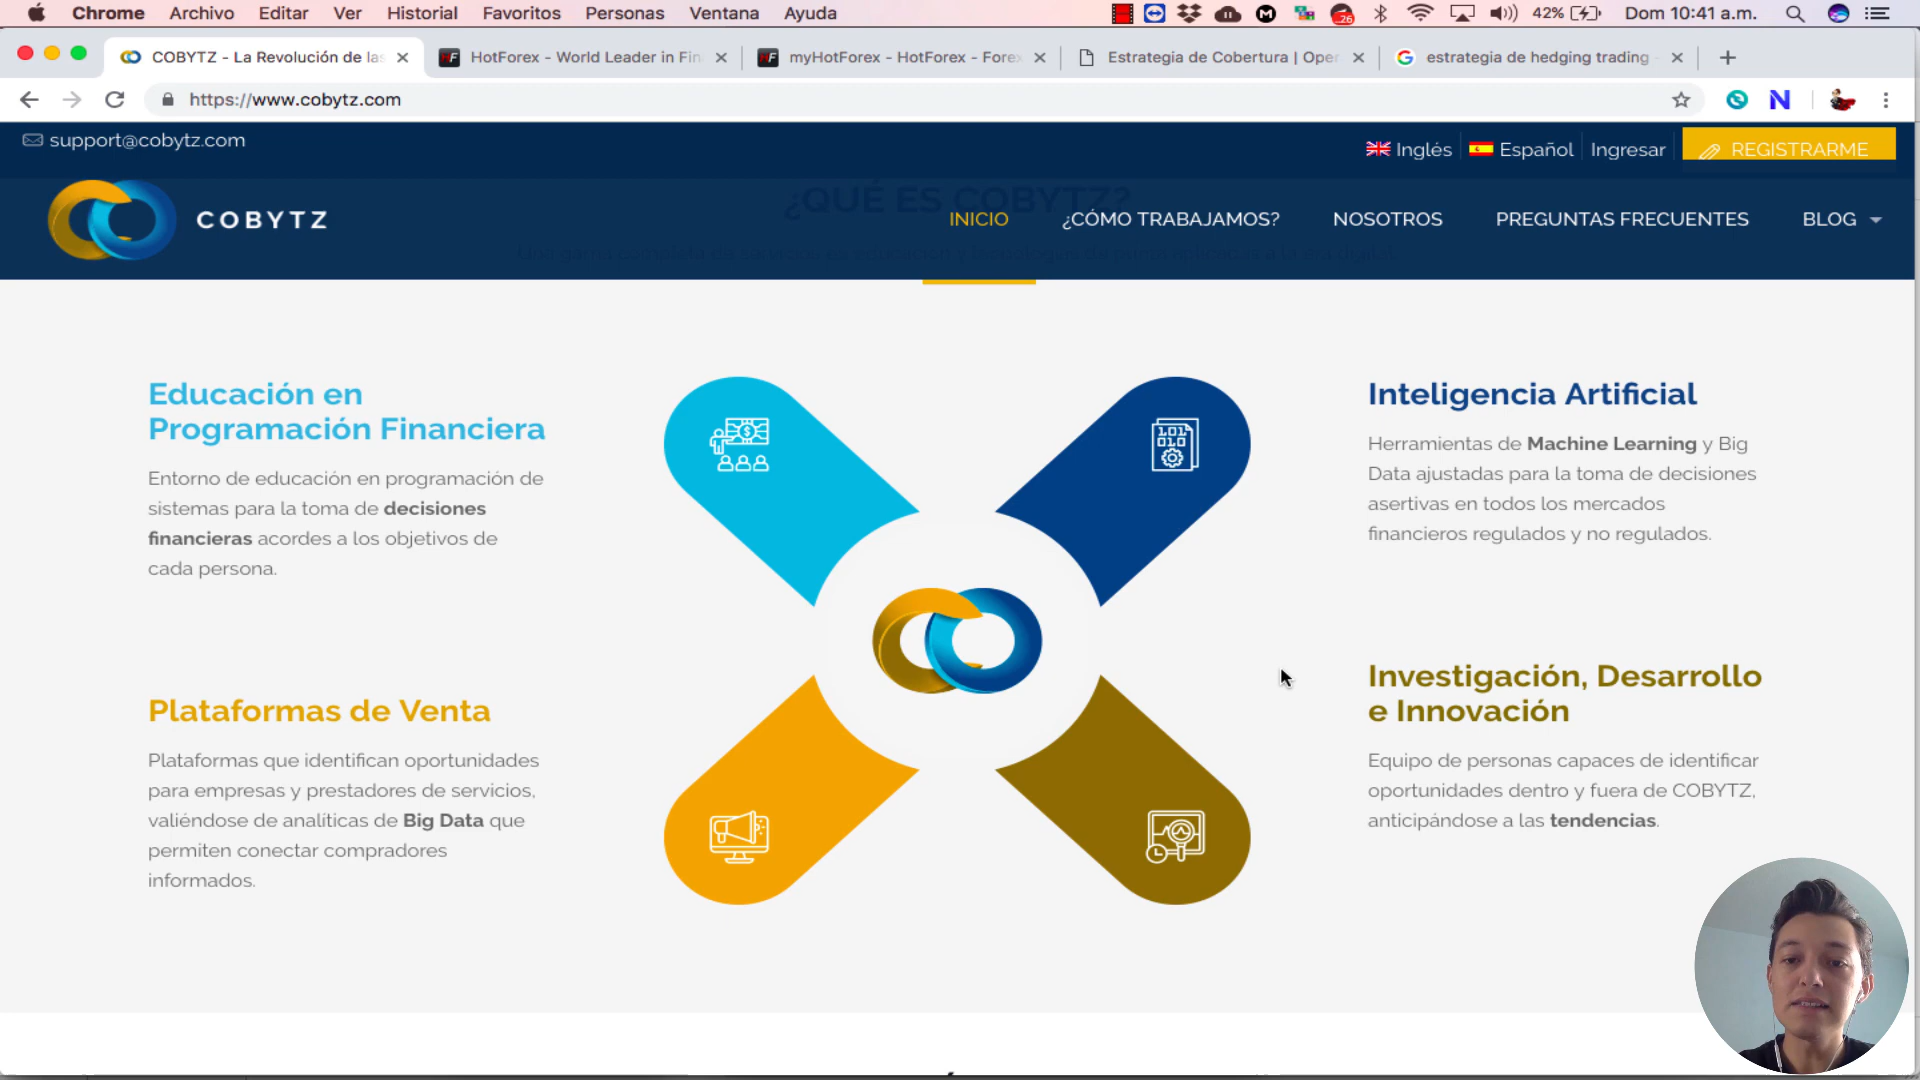 Chrome Archivo Editar Ver Historial Favoritos Personas Ventana Ayuda 26 42% Dom 10:41 a.m.
COBYTZ - La Revolución de las HotForex - World Leader in Fin myHotForex - HotForex - Forex Estrategia de Cobertura | Oper estrategia de hedging trading
https://www.cobytz.com
support@cobytz.com
Inglés Español Ingresar REGISTRARME
¿QUÉ ES COBYTZ?
COBYTZ
INICIO ¿CÓMO TRABAJAMOS? NOSOTROS PREGUNTAS FRECUENTES BLOG
Educación en
Programación Financiera
Entorno de educación en programación de
sistemas para la toma de decisiones
financieras acordes a los objetivos de
cada persona.
Inteligencia Artificial
Herramientas de Machine Learning y Big
Data ajustadas para la toma de decisiones
asertivas en todos los mercados
financieros regulados y no regulados.
Plataformas de Venta
Plataformas que identifican oportunidades
para empresas y prestadores de servicios,
valiéndose de analíticas de Big Data que
permiten conectar compradores
informados.
Investigación, Desarrollo
e Innovación
Equipo de personas capaces de identificar
oportunidades dentro y fuera de COBYTZ,
anticipándose a las tendencias.